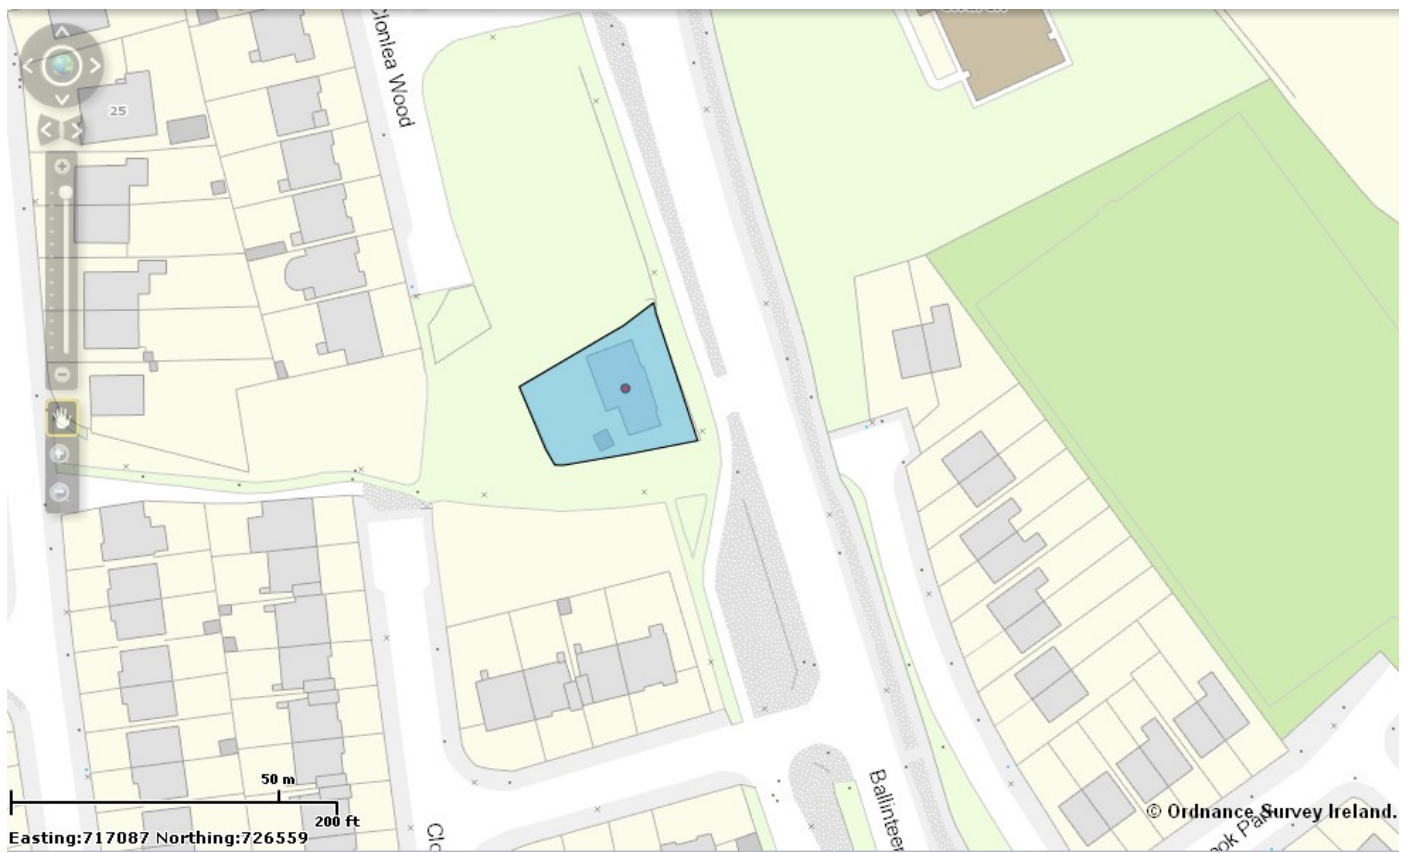 Clonlea Wood
25
50 m
200 ft
Easting:717087 Northing:726559
Ballinteer
© Ordnance Survey Ireland.